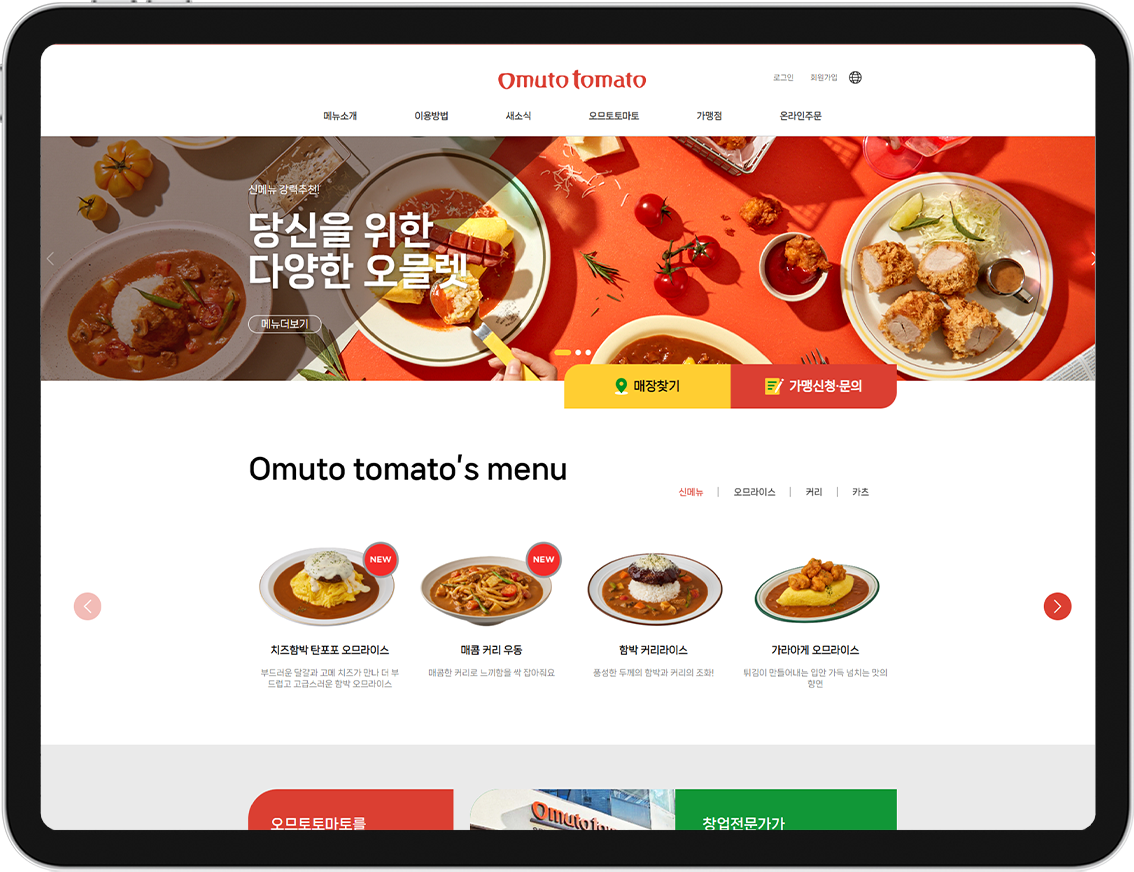 Omuto tomato
로그인 회원가입
메뉴소개 이용방법 새소식 오므토토마토 가맹점 온라인주문
신메뉴 강력추천!
당신을 위한
다양한 오믈렛
메뉴더보기
매장찾기 가맹신청·문의
Omuto tomato's menu
신메뉴 | 오므라이스 | 커리 | 카츠
NEW NEW
치즈함박 탄포포 오므라이스 매콤 커리 우동 함박 커리라이스 가라아게 오므라이스
부드러운 달걀과 고메 치즈가 만나 더 부 매콤한 커리로 느끼함을 싹 잡아줘요 풍성한 두께의 함박과 커리의 조화! 튀김이 만들어내는 입안 가득 넘치는 맛의
드럽고 고급스러운 함박 오므라이스 향연
오므토토마토를 Omuto 창업전문가가